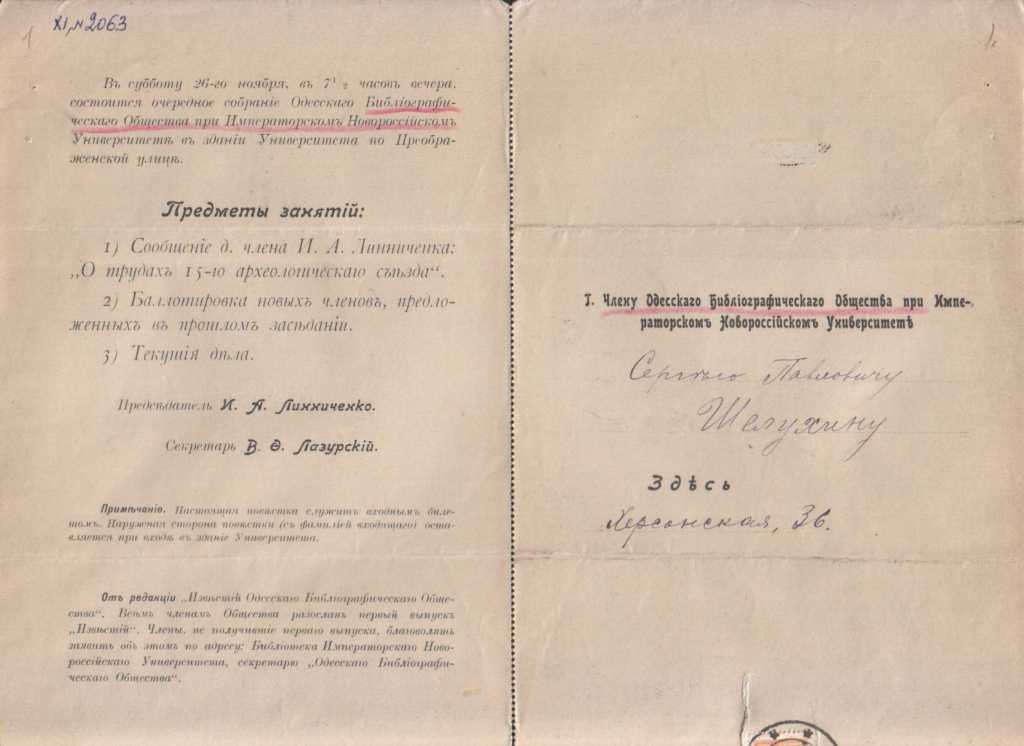 XI, №2063
1
Въ субботу 26-го ноября, въ 7 1/2 часовъ вечера,
состоится очередное собраніе Одесскаго Библіографи-
ческаго Общества при Императорскомъ Новороссійскомъ
Университетѣ въ зданіи Университета по Преобра-
женской улицѣ.
Предметы занятій:
1) Сообщеніе д. члена И. А. Линниченка:
„О трудахъ 15-го археологическаго съѣзда“.
2) Баллотировка новыхъ членовъ, предло-
женныхъ в прошломъ засѣданіи.
3) Текущія дѣла.
Предсѣдатель И. А. Линниченко.
Секретарь В. Ѳ. Лазурскій.
Примѣчаніе. Настоящая повѣстка служитъ входнымъ биле-
томъ. Наружная сторона повѣстки (съ фамиліей входящаго) оста-
вляется при входѣ въ зданіе Университета.
Отъ редакціи „Извѣстій Одесскаго Библіографическаго Обще-
ства“. Всѣмъ членамъ Общества разосланъ первый выпускъ
„Извѣстій“. Члены, не получившіе перваго выпуска, благоволятъ
заявить объ этомъ по адресу: Библіотека Императорскаго Ново-
россійскаго Университета, секретарю „Одесскаго Библіографи-
ческаго Общества“.
Г. Члену Одесскаго Библіографическаго Общества при Импе-
раторскомъ Новороссійскомъ Университетѣ
Сергѣю Павловичу
Шелухину
Здѣсь
Херсонская, 36.